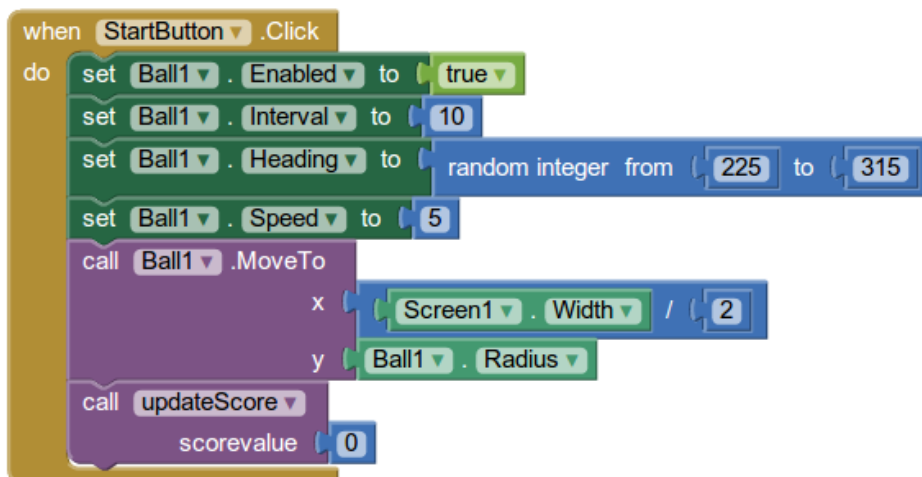 when StartButton .Click
do set Ball1 . Enabled to true
set Ball1 . Interval to 10
set Ball1 . Heading to random integer from 225 to 315
set Ball1 . Speed to 5
call Ball1 .MoveTo
x Screen1 . Width / 2
y Ball1 . Radius
call updateScore
scorevalue 0